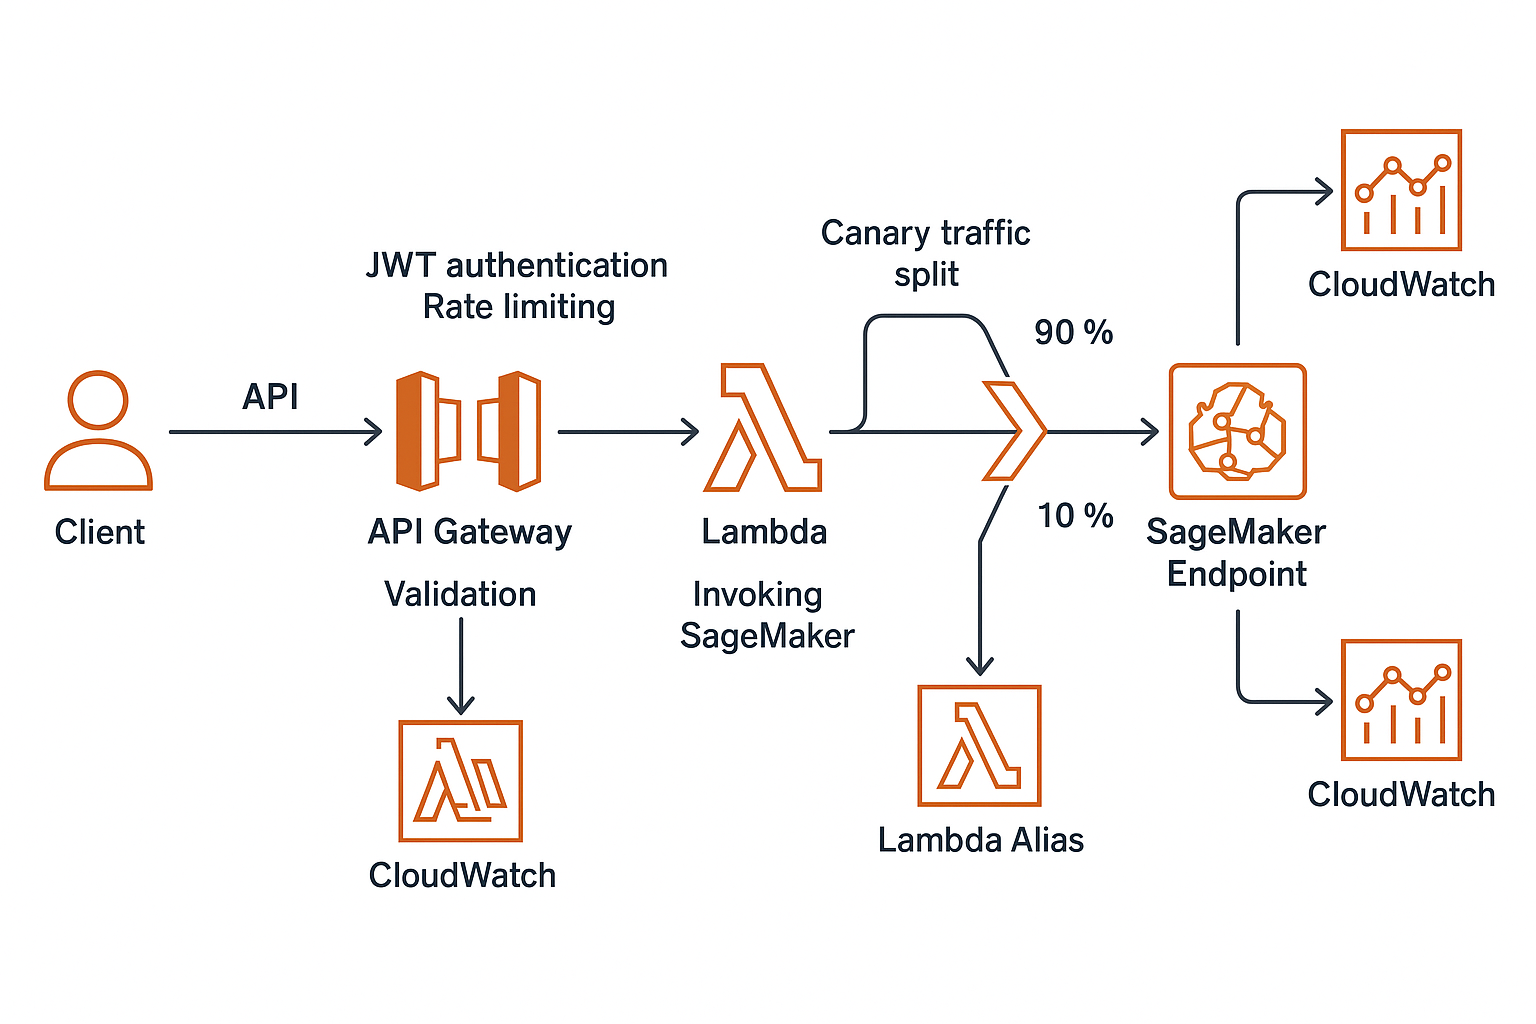 Client
API
JWT authentication
Rate limiting
API Gateway
Validation
CloudWatch
Lambda
Invoking
SageMaker
Canary traffic
split
90 %
10 %
Lambda Alias
SageMaker
Endpoint
CloudWatch
CloudWatch